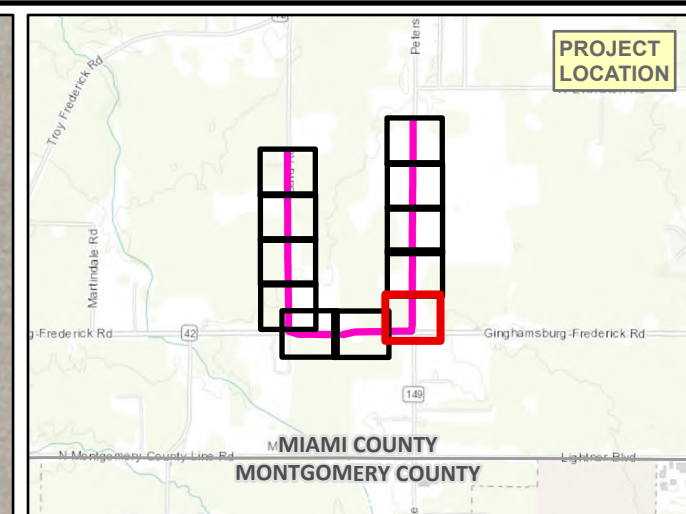 PROJECT
LOCATION
Peters
Troy Frederick Rd
Martindale Rd
g-Frederick Rd
42
Ginghamsburg-Frederick Rd
149
MIAMI COUNTY
N Montgomery County Line Rd
Lightner Blvd
MONTGOMERY COUNTY